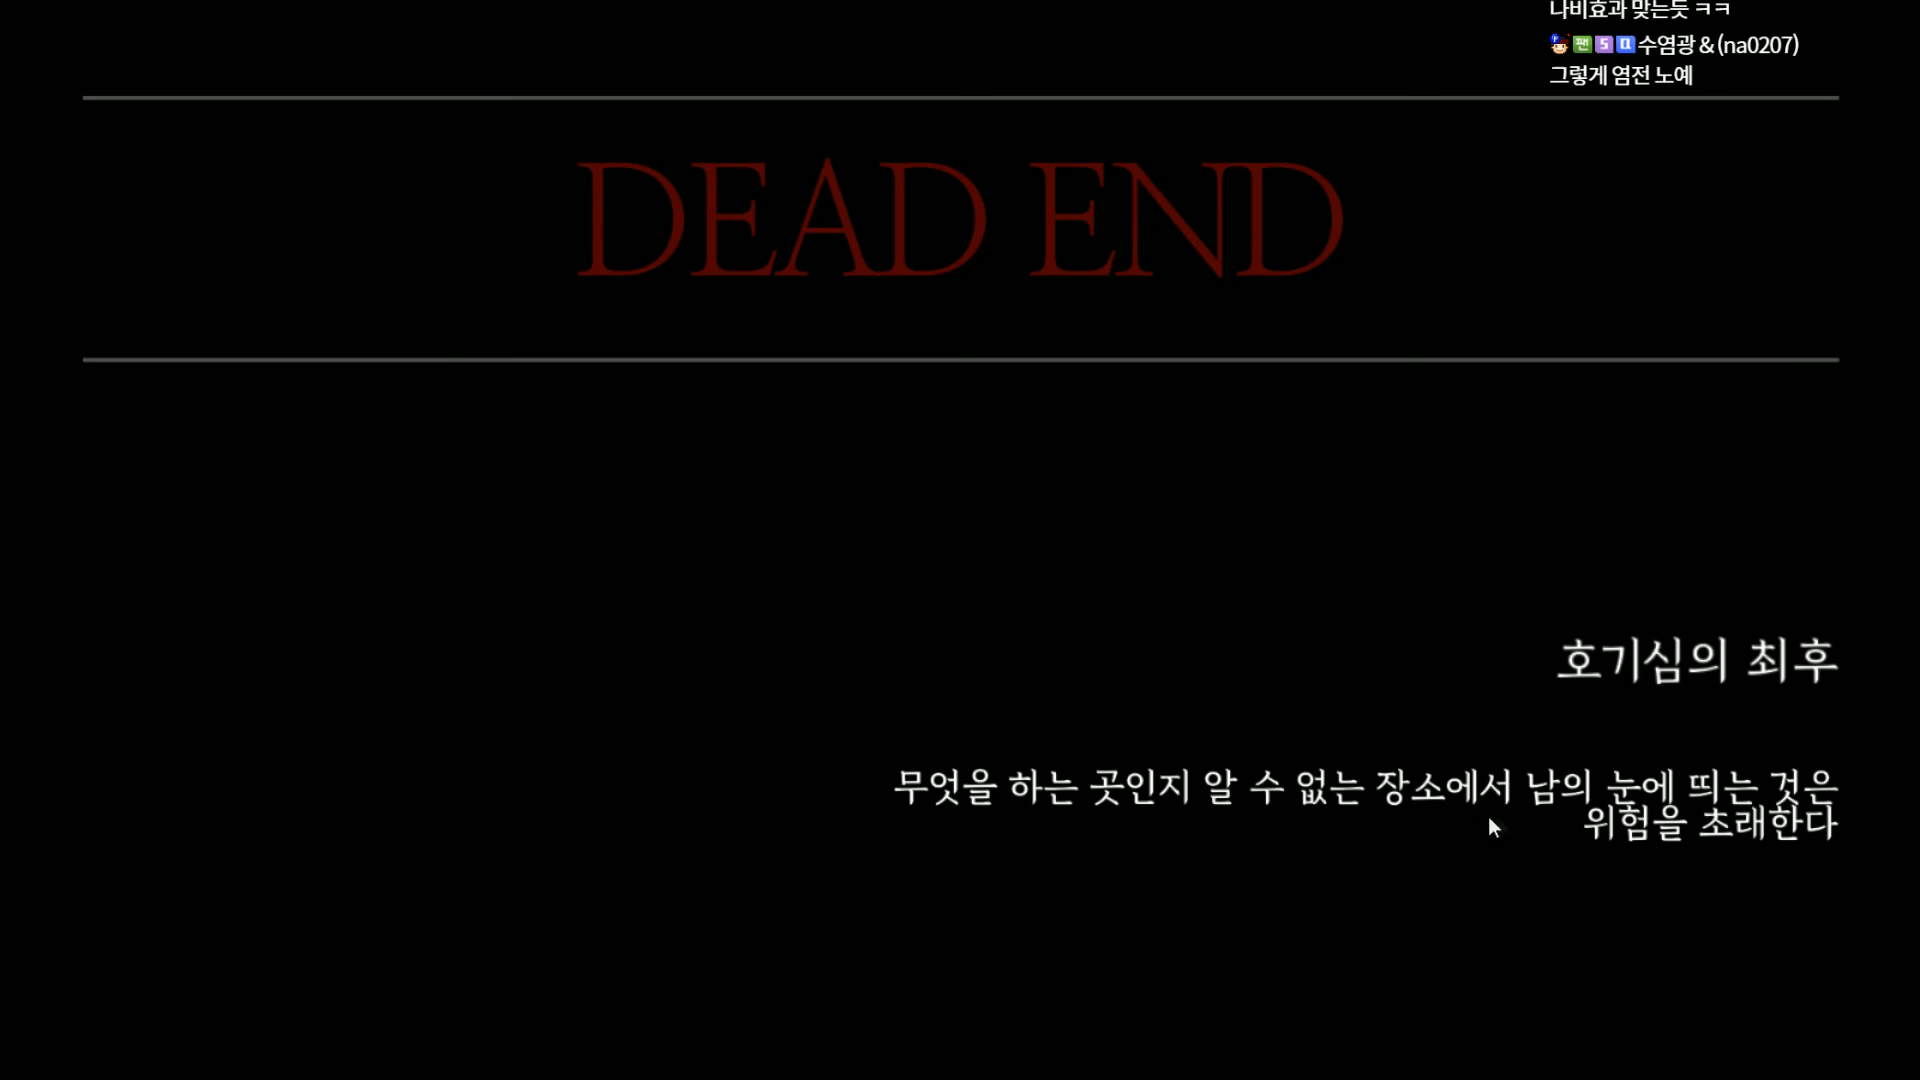 나비효과 맞는듯 ㅋㅋ
팬 5 수염광 & (na0207)
그렇게 염전 노예
DEAD END
호기심의 최후
무엇을 하는 곳인지 알 수 없는 장소에서 남의 눈에 띄는 것은
위험을 초래한다